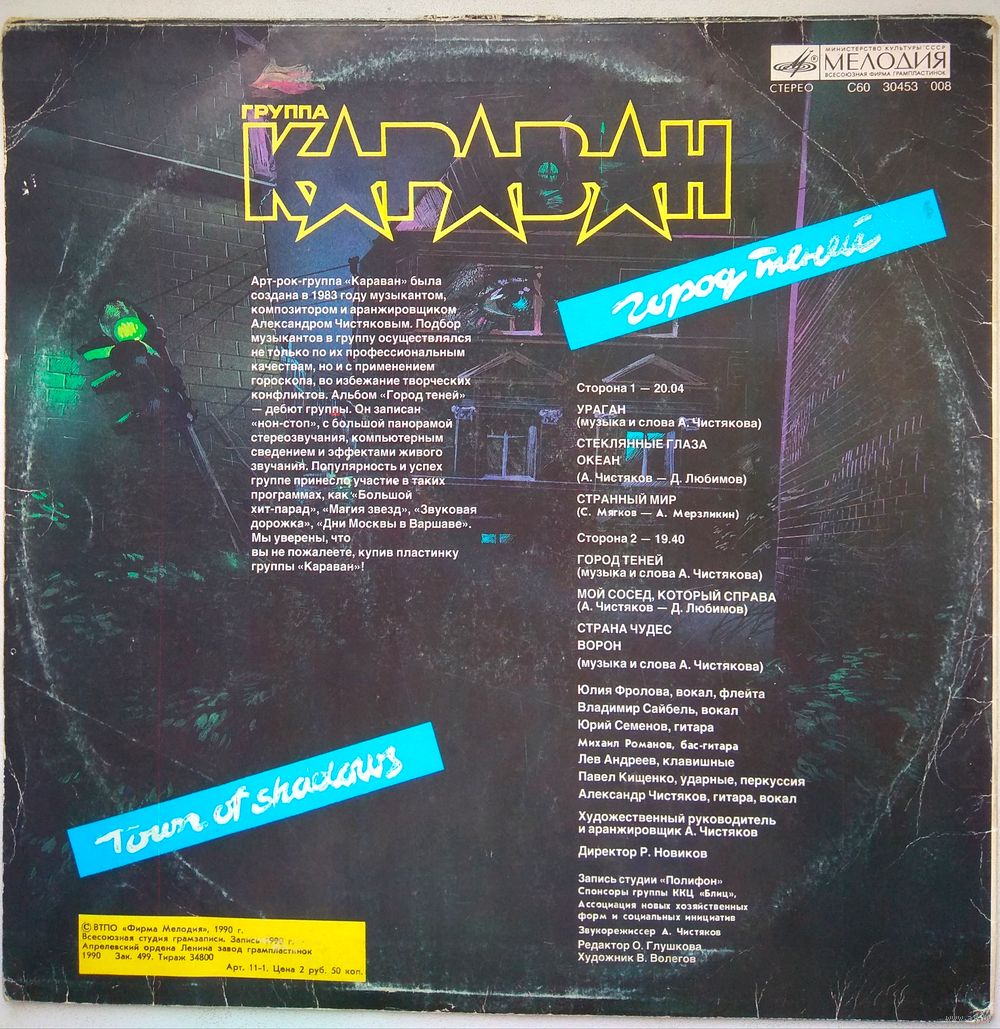 МИНИСТЕРСТВО КУЛЬТУРЫ СССР
МЕЛОДИЯ
ВСЕСОЮЗНАЯ ФИРМА ГРАМПЛАСТИНОК
СТЕРЕО С60 30453 008
ГРУППА
КАРАВАН
город теней
Арт-рок-группа «Караван» была
создана в 1983 году музыкантом,
композитором и аранжировщиком
Александром Чистяковым. Подбор
музыкантов в группу осуществлялся
не только по их профессиональным
качествам, но и с применением
гороскопа, во избежание творческих
конфликтов. Альбом «Город теней»
— дебют группы. Он записан
«нон-стоп», с большой панорамой
стереозвучания, компьютерным
сведением и эффектами живого
звучания. Популярность и успех
группе принесло участие в таких
программах, как «Большой
хит-парад», «Магия звезд», «Звуковая
дорожка», «Дни Москвы в Варшаве».
Мы уверены, что
вы не пожалеете, купив пластинку
группы «Караван»!
Сторона 1 — 20.04
УРАГАН
(музыка и слова А. Чистякова)
СТЕКЛЯННЫЕ ГЛАЗА
ОКЕАН
(А. Чистяков — Д. Любимов)
СТРАННЫЙ МИР
(С. Мягков — А. Мерзликин)
Сторона 2 — 19.40
ГОРОД ТЕНЕЙ
(музыка и слова А. Чистякова)
МОЙ СОСЕД, КОТОРЫЙ СПРАВА
(А. Чистяков — Д. Любимов)
СТРАНА ЧУДЕС
ВОРОН
(музыка и слова А. Чистякова)
Юлия Фролова, вокал, флейта
Владимир Сайбель, вокал
Юрий Семенов, гитара
Михаил Романов, бас-гитара
Лев Андреев, клавишные
Павел Кищенко, ударные, перкуссия
Александр Чистяков, гитара, вокал
Художественный руководитель
и аранжировщик А. Чистяков
Директор Р. Новиков
Запись студии «Полифон»
Спонсоры группы ККЦ «Блиц»,
Ассоциация новых хозяйственных
форм и социальных инициатив
Звукорежиссер А. Чистяков
Редактор О. Глушкова
Художник В. Волегов
Town of shadows
© ВТПО «Фирма Мелодия», 1990 г.
Всесоюзная студия грамзаписи. Запись 1990 г.
Апрелевский ордена Ленина завод грампластинок
1990 Зак. 499. Тираж 34800
Арт. 11-1. Цена 2 руб. 50 коп.